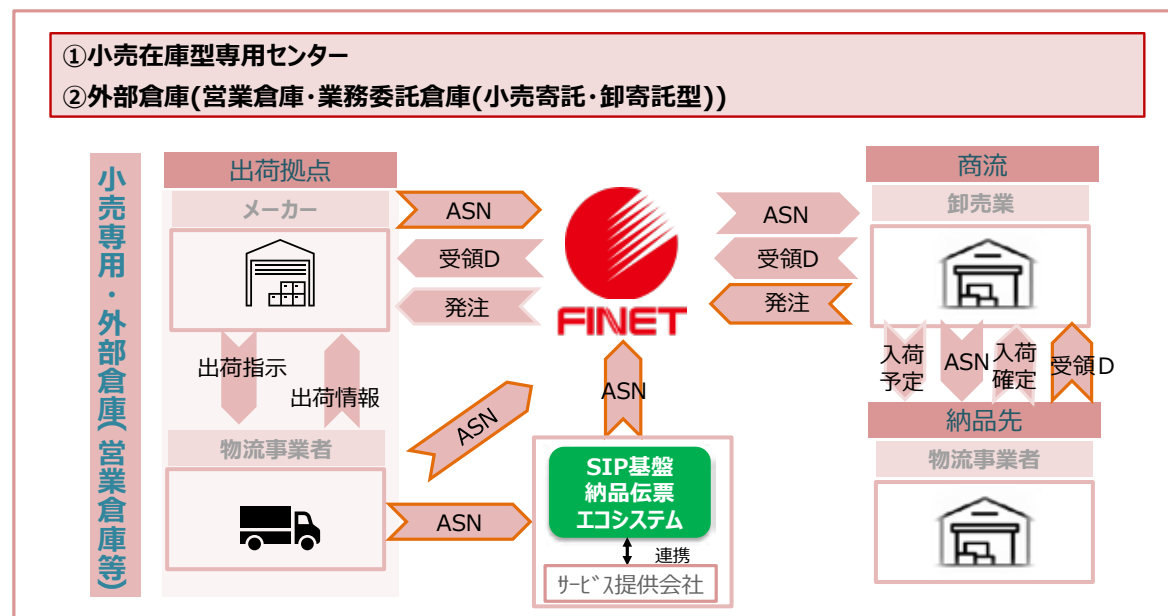 ①小売在庫型専用センター
②外部倉庫(営業倉庫・業務委託倉庫(小売寄託・卸寄託型))
小売専用・外部倉庫(営業倉庫等)
出荷拠点
メーカー
出荷指示
出荷情報
物流事業者
ASN
受領D
発注
ASN
ASN
FINET
ASN
SIP基盤
納品伝票
エコシステム
連携
サービス提供会社
ASN
受領D
発注
商流
卸売業
入荷
予定
ASN
入荷
確定
受領D
納品先
物流事業者